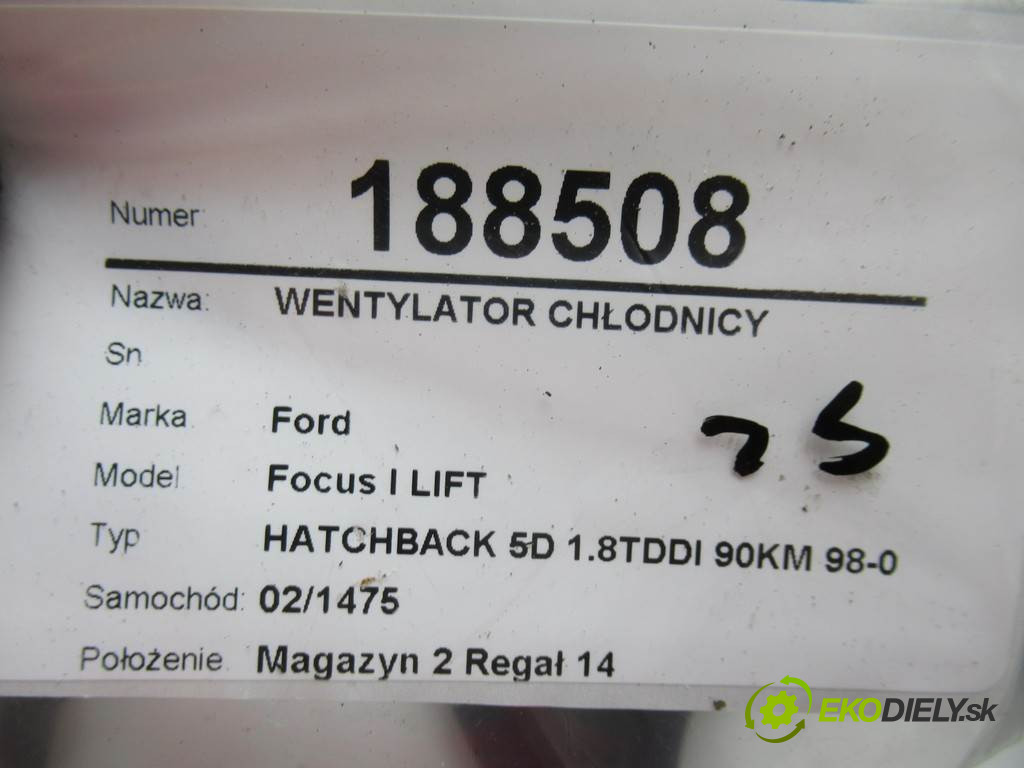 Numer: 188508
Nazwa: WENTYLATOR CHŁODNICY
Sn
Marka Ford
Model Focus I LIFT
Typ HATCHBACK 5D 1.8TDDI 90KM 98-0
Samochód: 02/1475
Położenie Magazyn 2 Regał 14
EKODIELY.sk